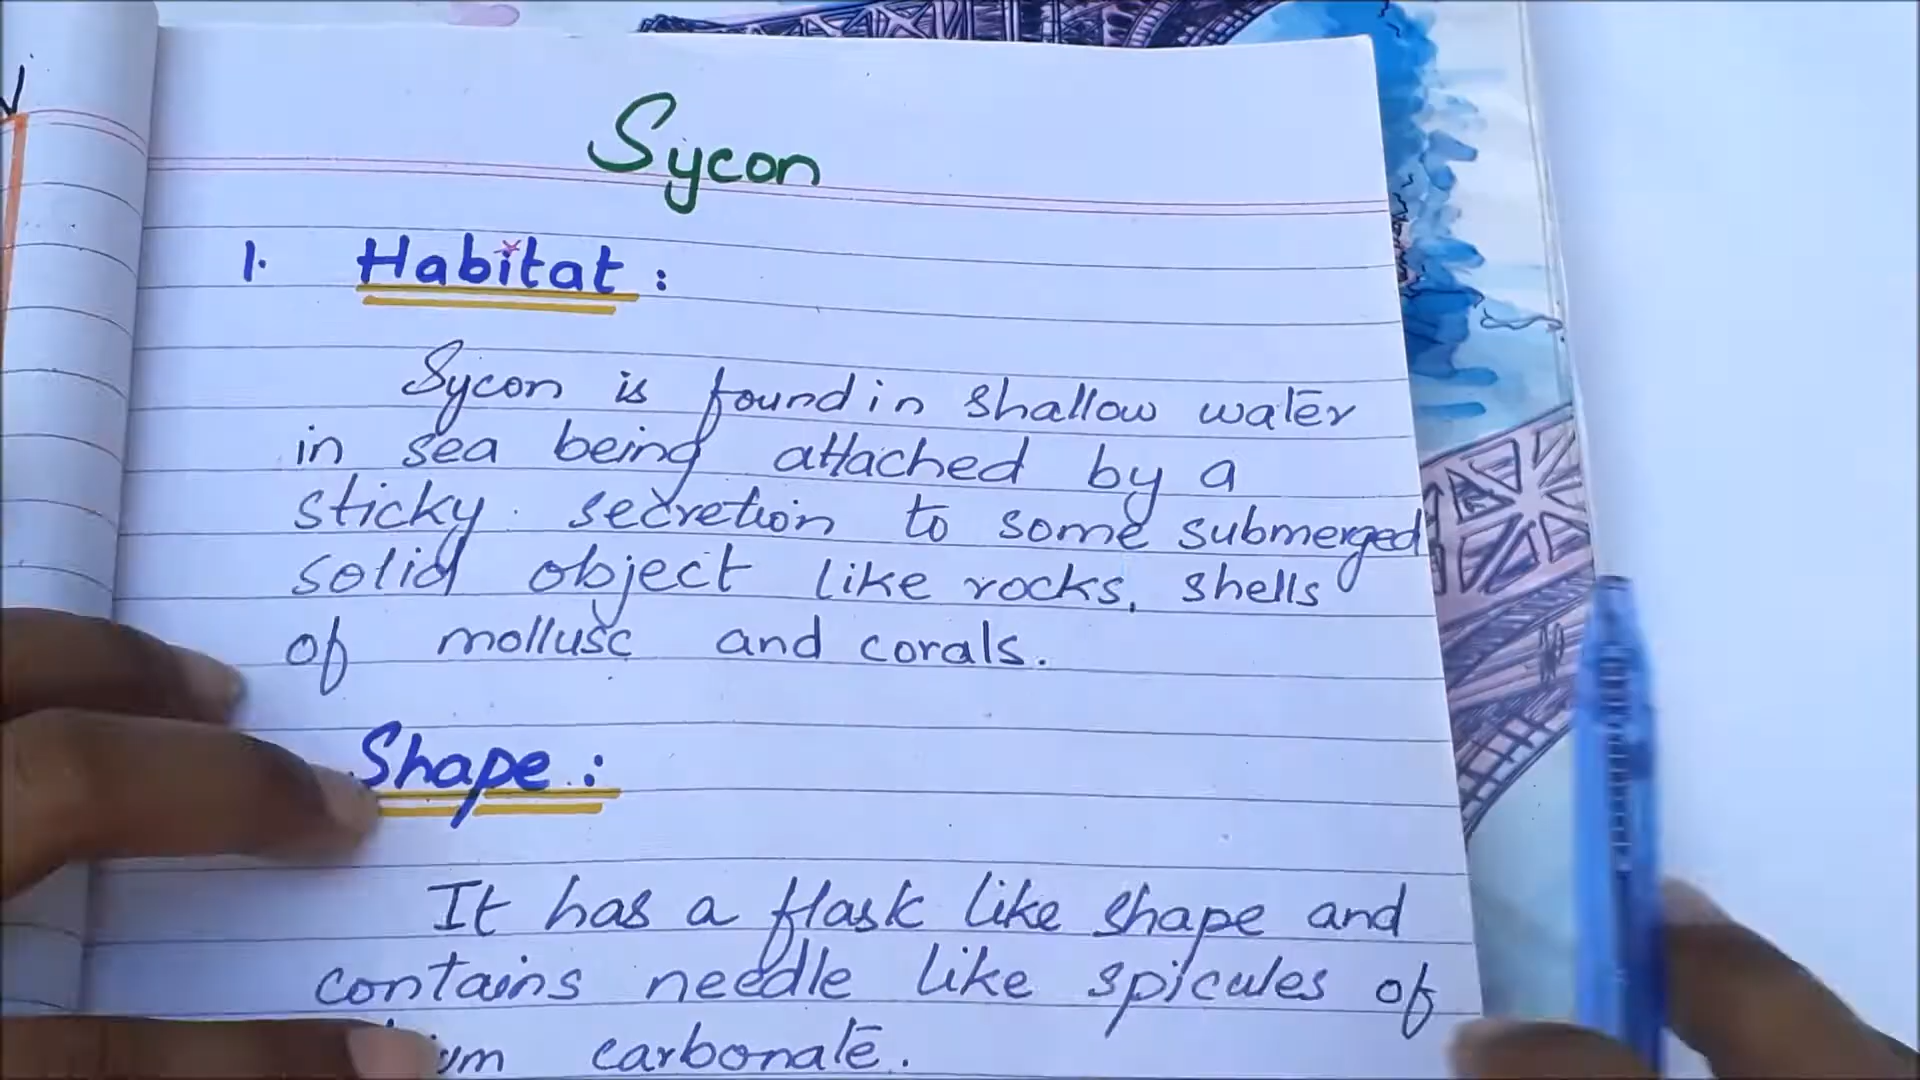 Sycon
1. Habitat :
Sycon is found in shallow water
in sea being attached by a
sticky secretion to some submerged
solid object like rocks, shells
of mollusc and corals.
Shape :
It has a flask like shape and
contains needle like spicules of
carbonate.